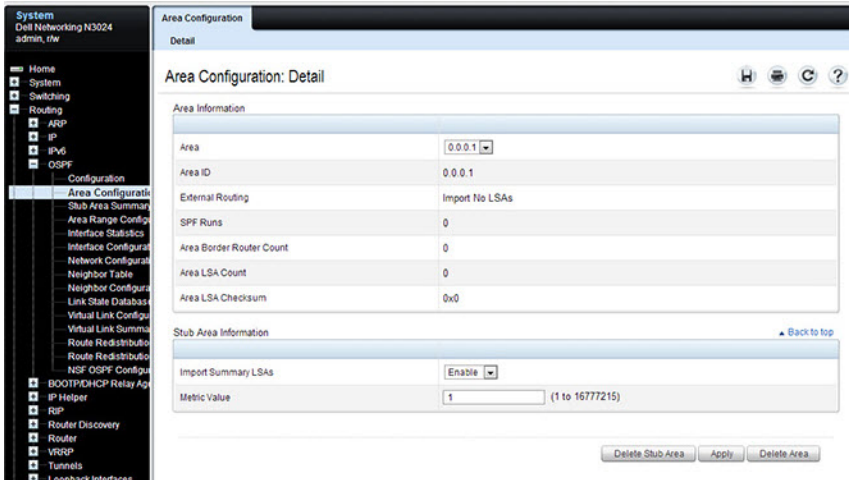 System
Dell Networking N3024
admin, r/w
Home
System
Switching
Routing
ARP
IP
IPv6
OSPF
Configuration
Area Configuratio
Stub Area Summary
Area Range Configu
Interface Statistics
Interface Configurat
Network Configurati
Neighbor Table
Neighbor Configura
Link State Database
Virtual Link Configu
Virtual Link Summa
Route Redistributio
Route Redistributio
NSF OSPF Configur
BOOTP/DHCP Relay Age
IP Helper
RIP
Router Discovery
Router
VRRP
Tunnels
Loopback Interfaces
Area Configuration
Detail
Area Configuration: Detail
Area Information
Area 0.0.0.1
Area ID 0.0.0.1
External Routing Import No LSAs
SPF Runs 0
Area Border Router Count 0
Area LSA Count 0
Area LSA Checksum 0x0
Stub Area Information Back to top
Import Summary LSAs Enable
Metric Value 1 (1 to 16777215)
Delete Stub Area Apply Delete Area